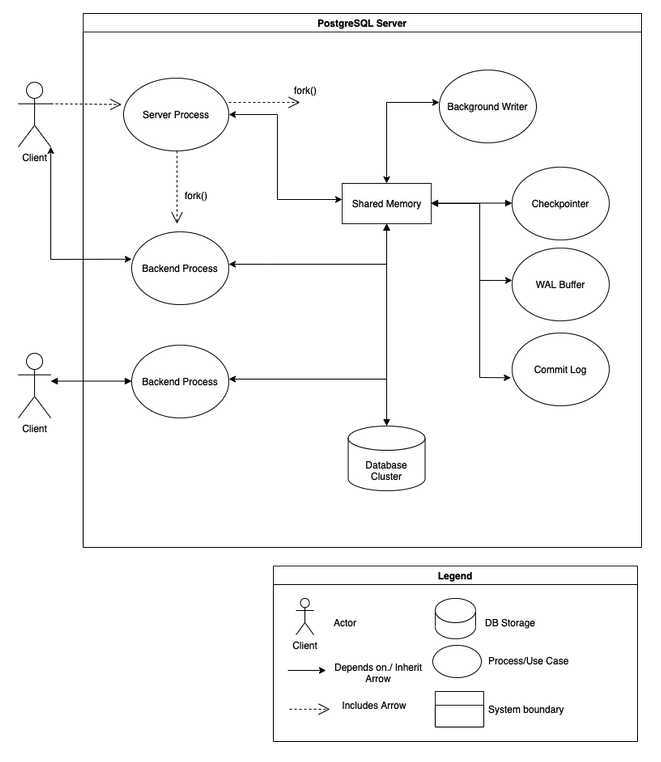 PostgreSQL Server
fork()
Server Process
Background Writer
Client
fork()
Shared Memory
Checkpointer
Backend Process
WAL Buffer
Commit Log
Backend Process
Client
Database
Cluster
Legend
Actor
DB Storage
Client
Depends on./ Inherit
Arrow
Process/Use Case
Includes Arrow
System boundary